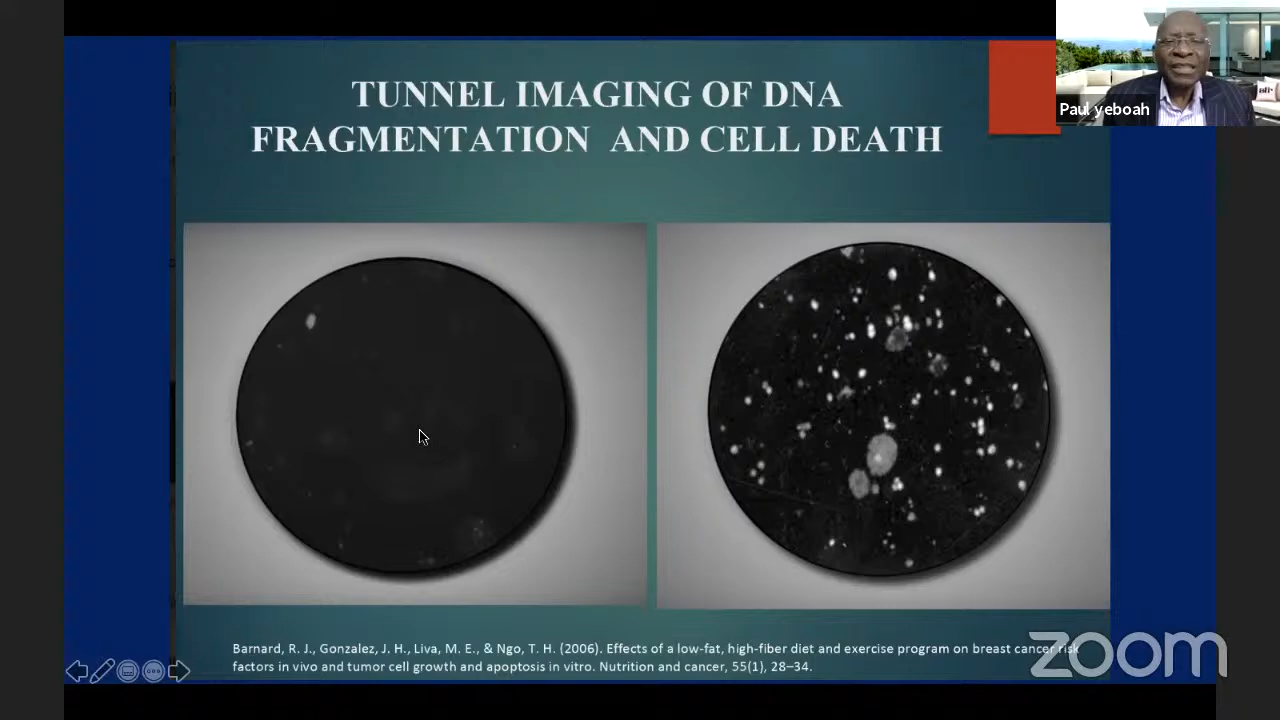 TUNNEL IMAGING OF DNA
FRAGMENTATION AND CELL DEATH
Paul yeboah
Barnard, R. J., Gonzalez, J. H., Liva, M. E., & Ngo, T. H. (2006). Effects of a low-fat, high-fiber diet and exercise program on breast cancer risk
factors in vivo and tumor cell growth and apoptosis in vitro. Nutrition and cancer, 55(1), 28–34.
zoom